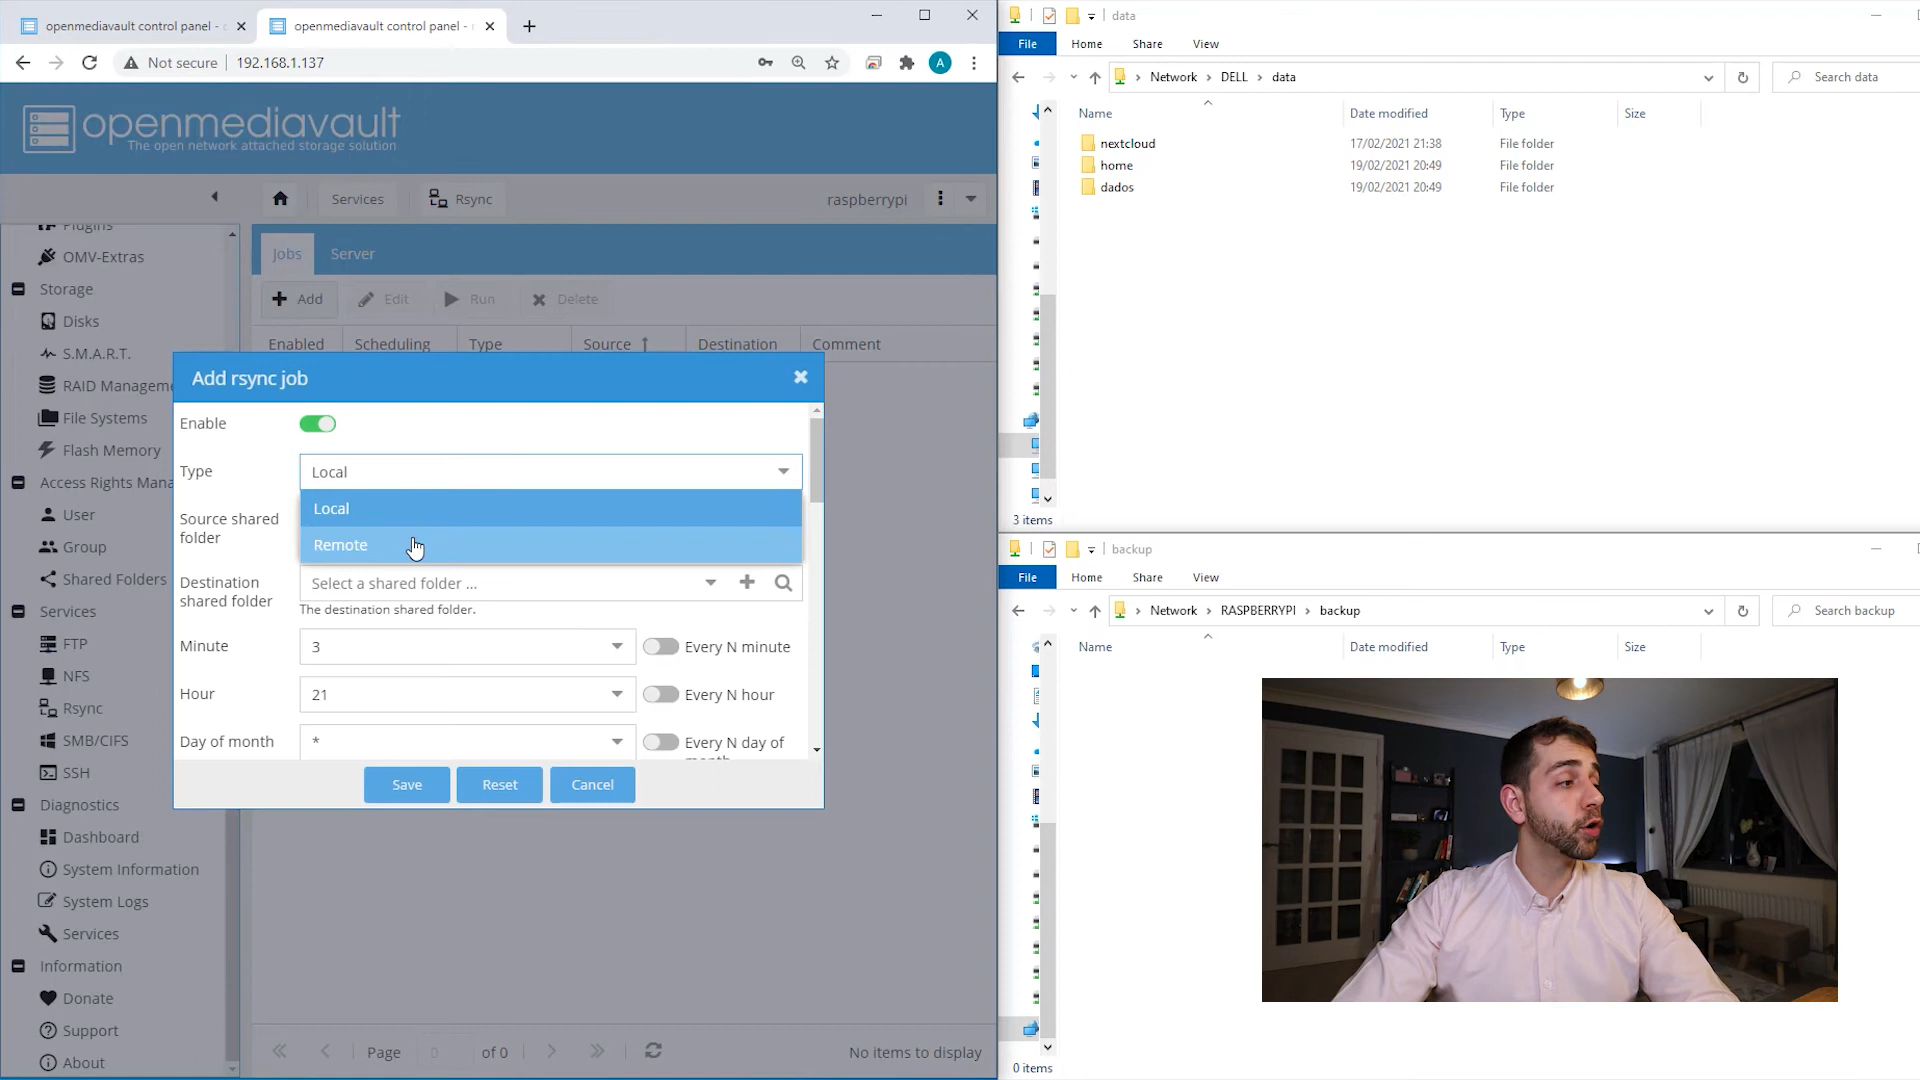 openmediavault control panel -
openmediavault control panel -
Not secure
192.168.1.137
A
openmediavault
The open network attached storage solution
Services
Rsync
raspberrypi
Plugins
OMV-Extras
Storage
Disks
S.M.A.R.T.
RAID Manageme
File Systems
Flash Memory
Access Rights Mana
User
Group
Shared Folders
Services
FTP
NFS
Rsync
SMB/CIFS
SSH
Diagnostics
Dashboard
System Information
System Logs
Services
Information
Donate
Support
About
Jobs
Server
Add
Edit
Run
Delete
Enabled
Scheduling
Type
Source
Destination
Comment
Add rsync job
Enable
Type
Local
Local
Remote
Source shared
folder
Destination
shared folder
Select a shared folder ...
The destination shared folder.
Minute
3
Every N minute
Hour
21
Every N hour
Day of month
*
Every N day of
month
Save
Reset
Cancel
Page
0
of 0
No items to display
data
File
Home
Share
View
Network
DELL
data
Search data
Name
Date modified
Type
Size
nextcloud
17/02/2021 21:38
File folder
home
19/02/2021 20:49
File folder
dados
19/02/2021 20:49
File folder
3 items
backup
File
Home
Share
View
Network
RASPBERRYPI
backup
Search backup
Name
Date modified
Type
Size
0 items